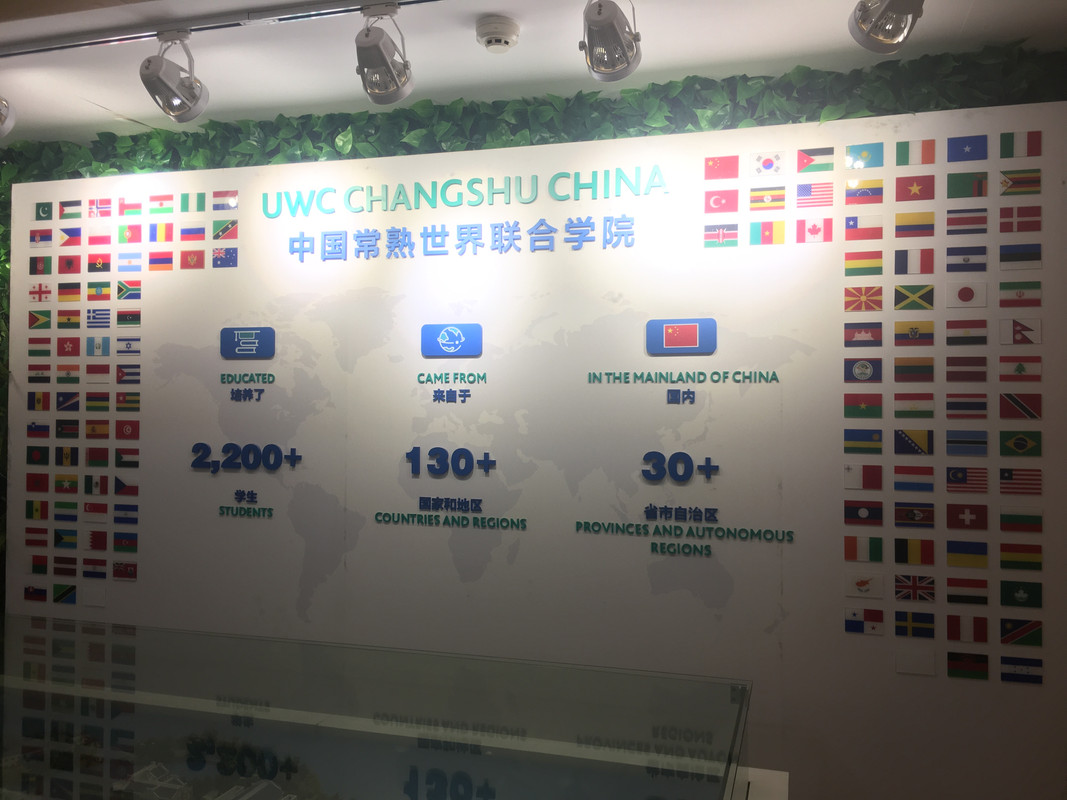 UWC CHANGSHU CHINA
中国常熟世界联合学院
EDUCATED
培养了
2,200+
学生
STUDENTS
CAME FROM
来自于
130+
国家和地区
COUNTRIES AND REGIONS
IN THE MAINLAND OF CHINA
国内
30+
省市自治区
PROVINCES AND AUTONOMOUS
REGIONS